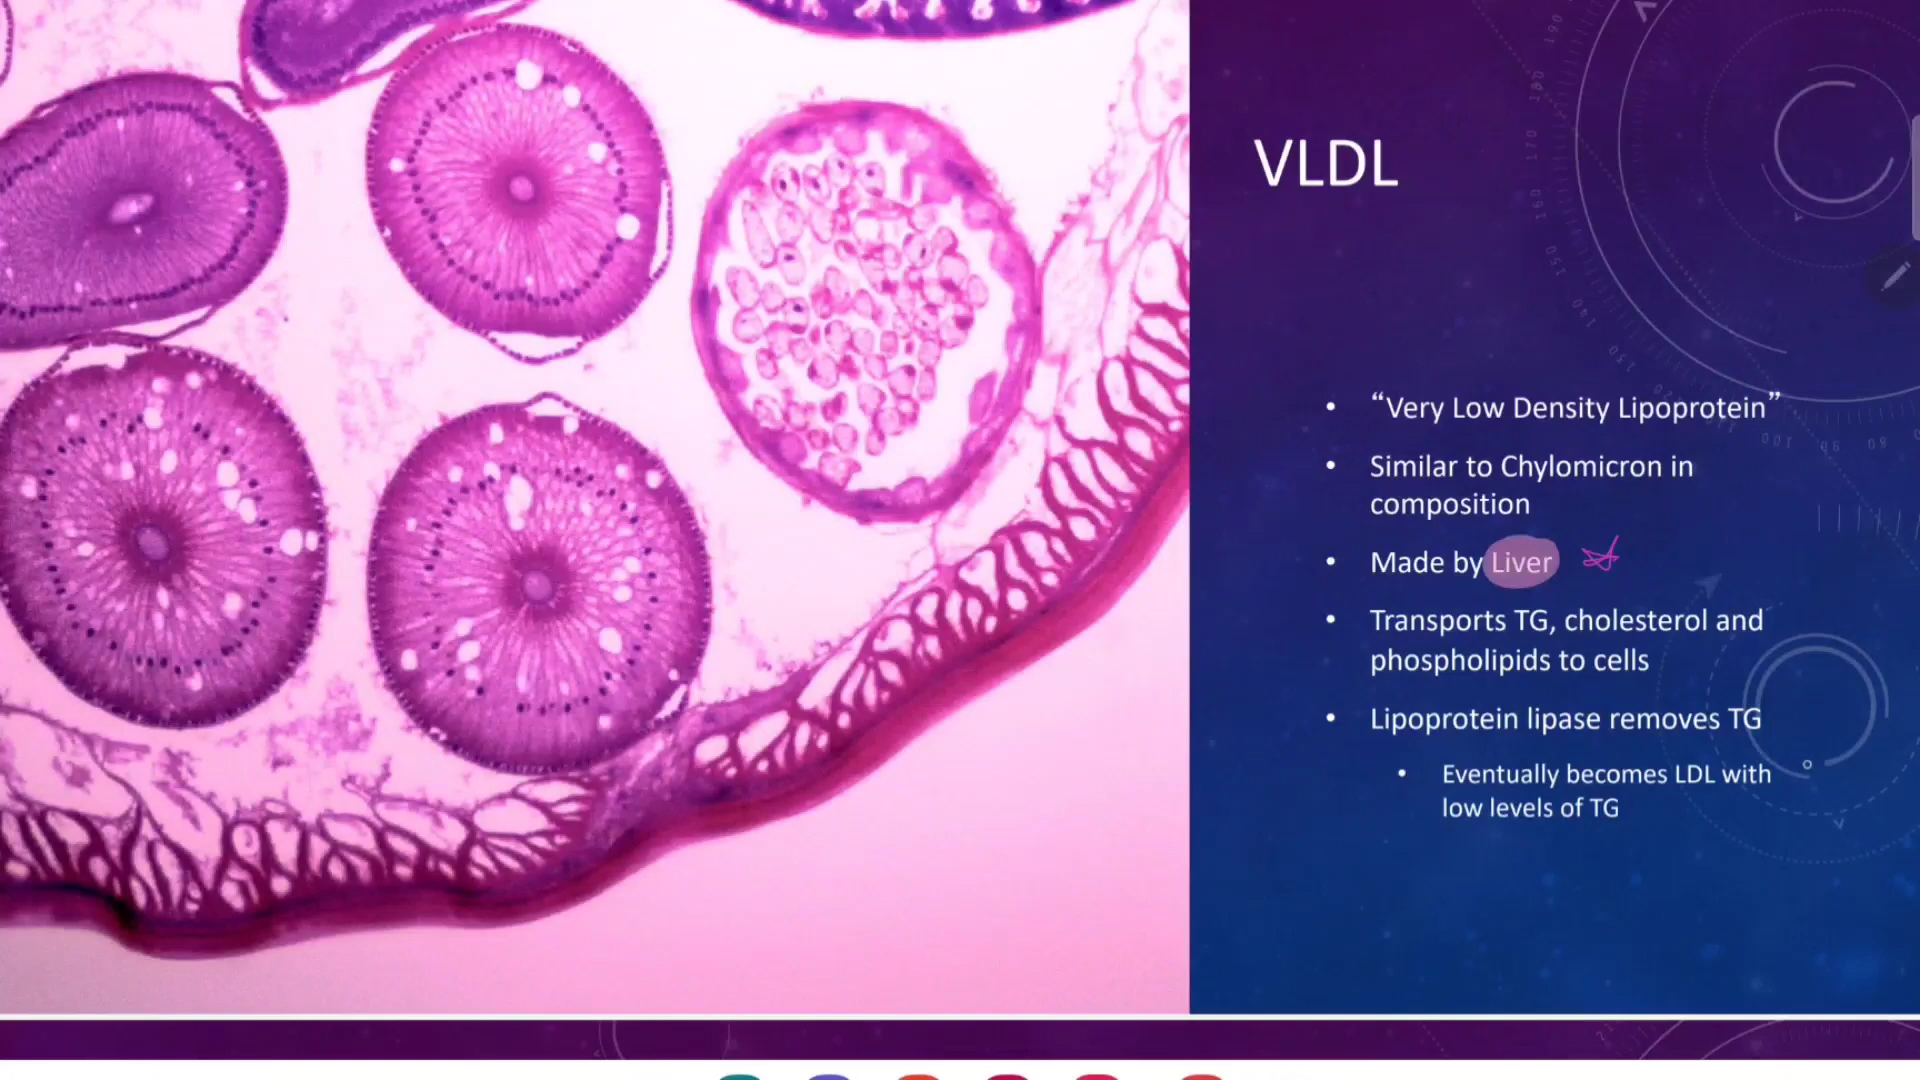 VLDL
• “Very Low Density Lipoprotein”
• Similar to Chylomicron in
composition
• Made by Liver
• Transports TG, cholesterol and
phospholipids to cells
• Lipoprotein lipase removes TG
• Eventually becomes LDL with
low levels of TG